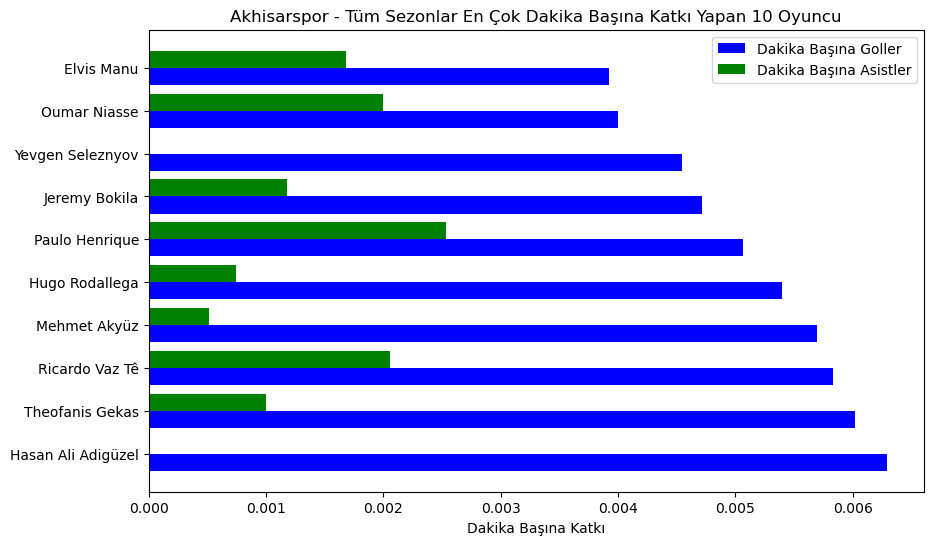 Akhisarspor - Tüm Sezonlar En Çok Dakika Başına Katkı Yapan 10 Oyuncu
Dakika Başına Goller
Dakika Başına Asistler
Elvis Manu
Oumar Niasse
Yevgen Seleznyov
Jeremy Bokila
Paulo Henrique
Hugo Rodallega
Mehmet Akyüz
Ricardo Vaz Tê
Theofanis Gekas
Hasan Ali Adigüzel
0.000 0.001 0.002 0.003 0.004 0.005 0.006
Dakika Başına Katkı